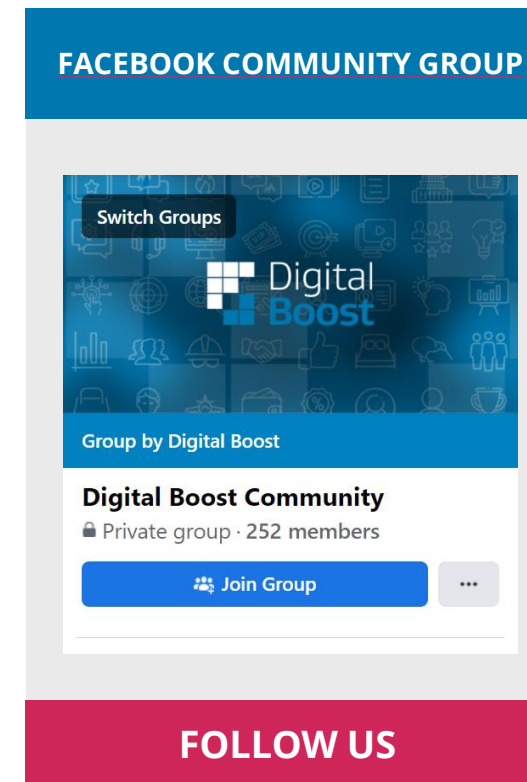 FACEBOOK COMMUNITY GROUP
Switch Groups
Digital
Boost
Group by Digital Boost
Digital Boost Community
Private group · 252 members
Join Group
FOLLOW US